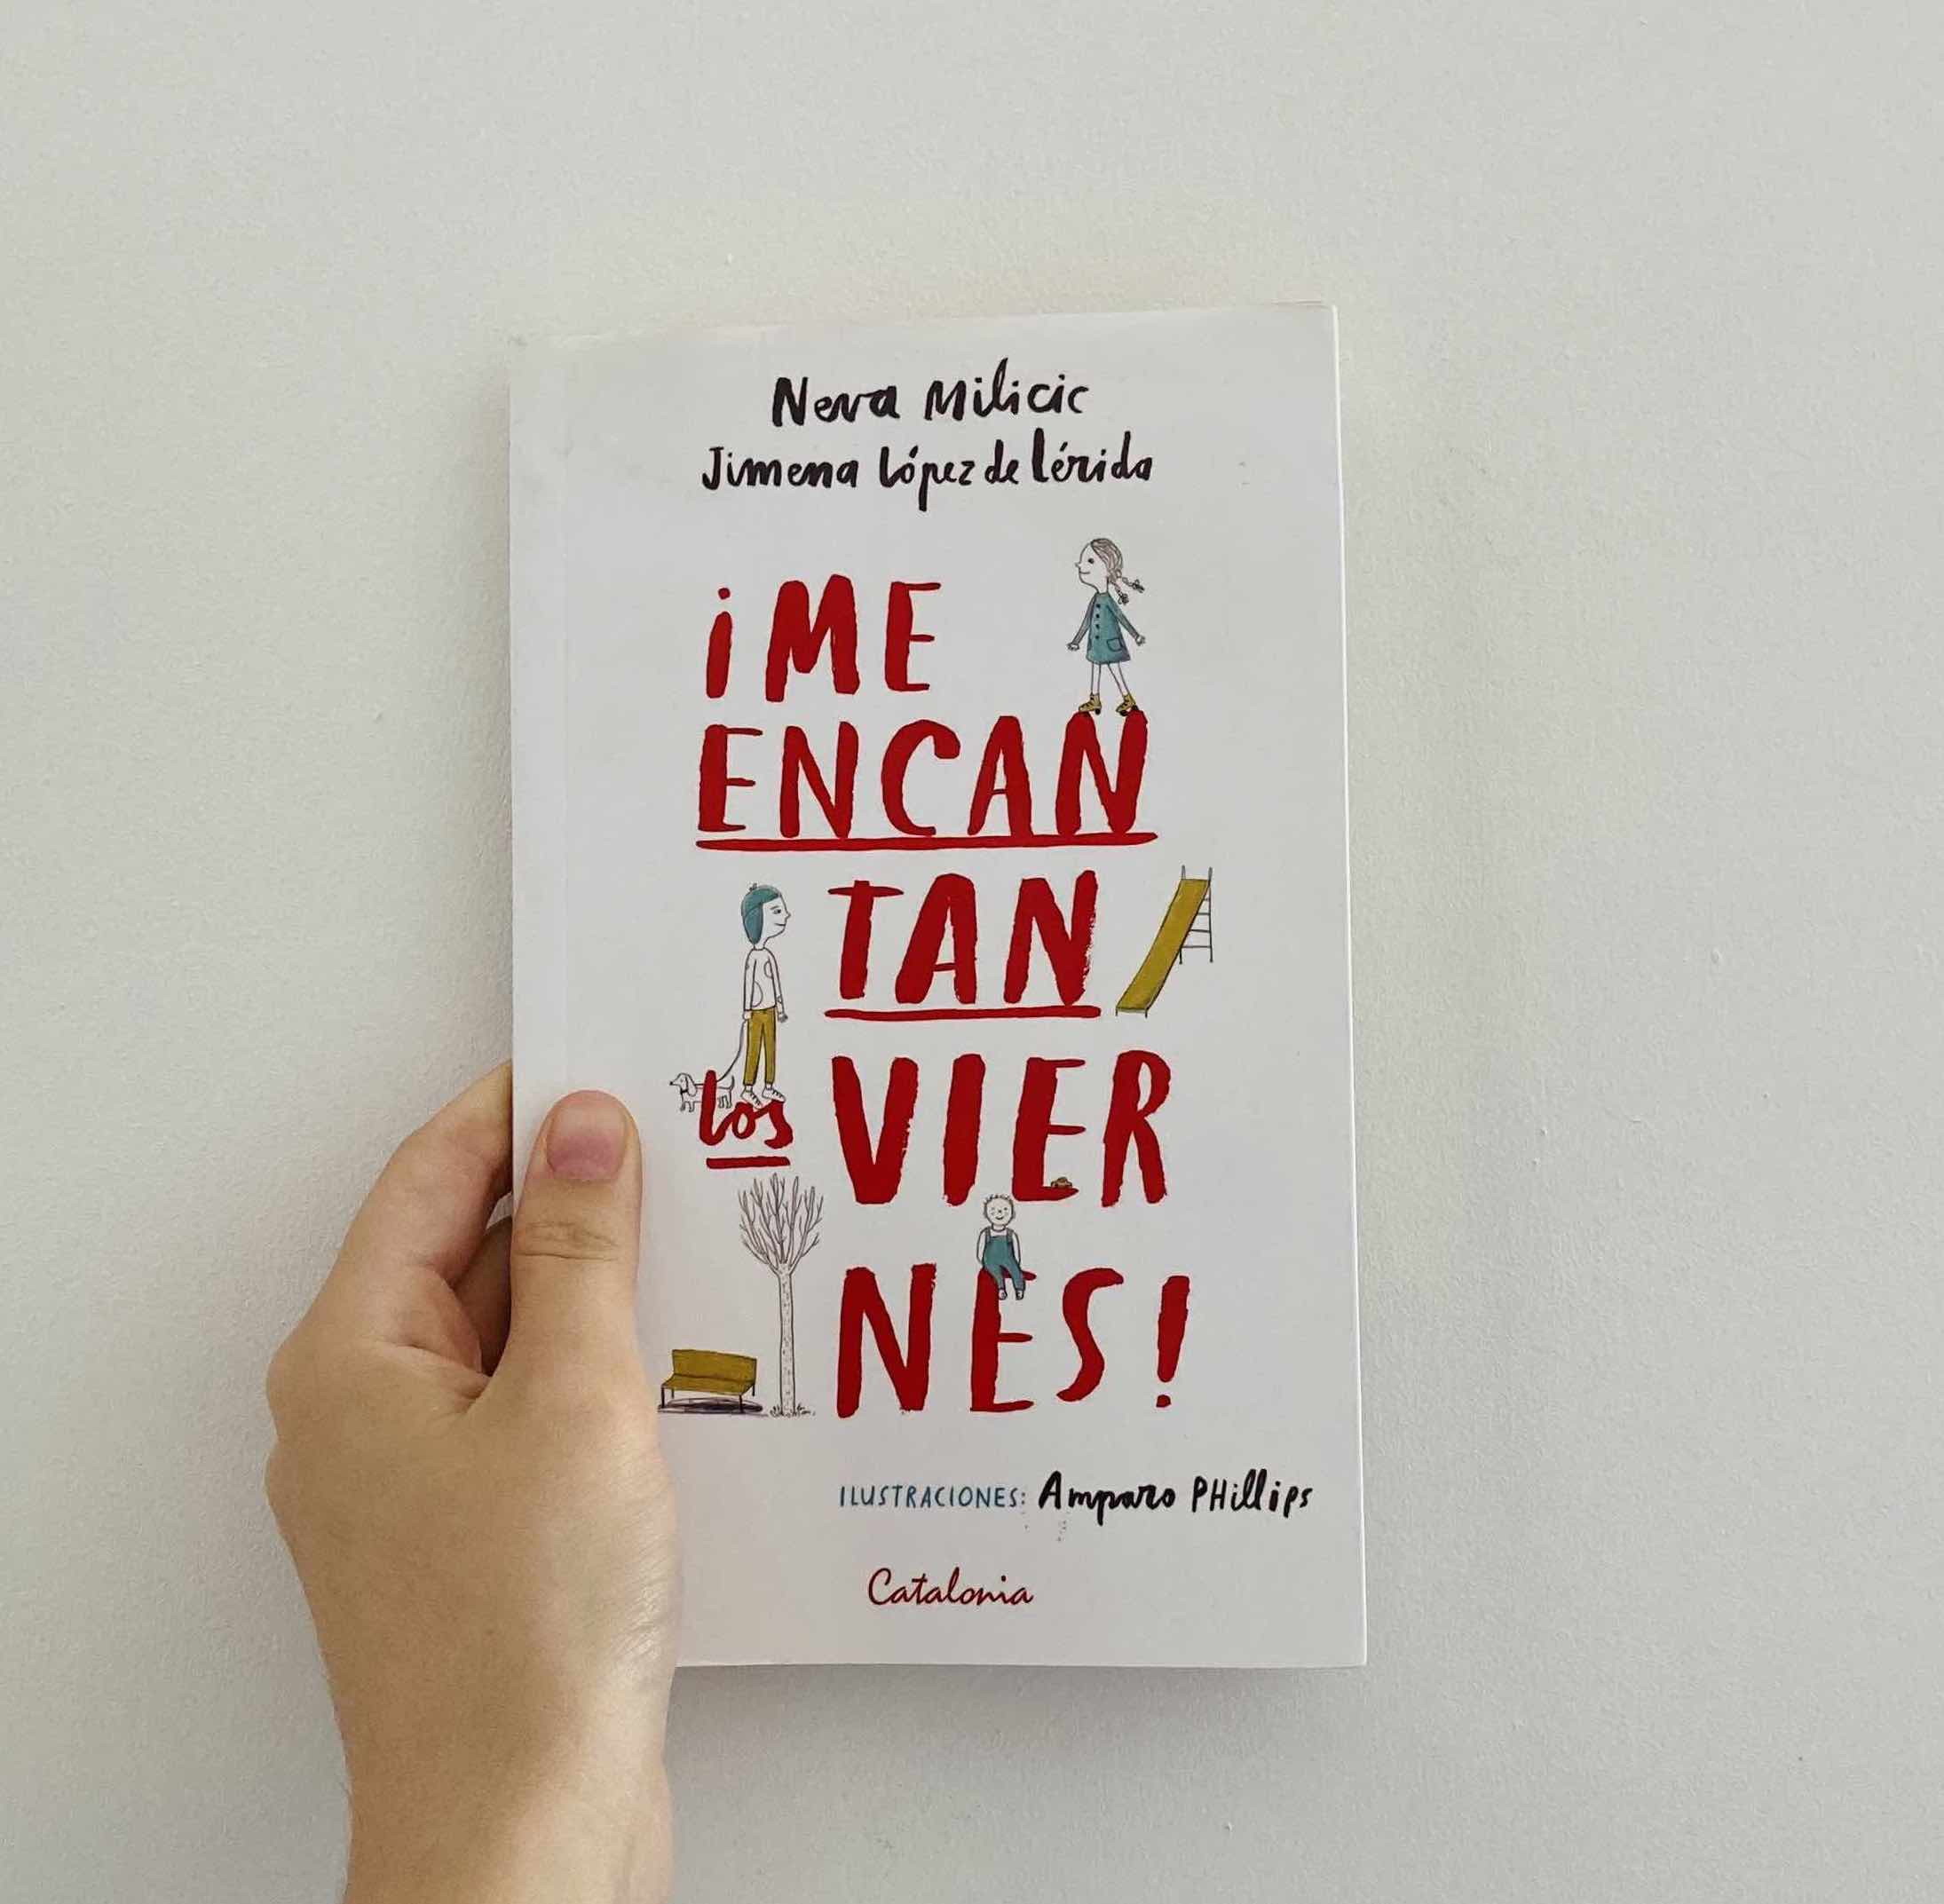 Neva Milicic
Jimena López de Lérida
¡ME
ENCAN
TAN
los VIER
NES!
ILUSTRACIONES: Amparo PHillips
Catalonia